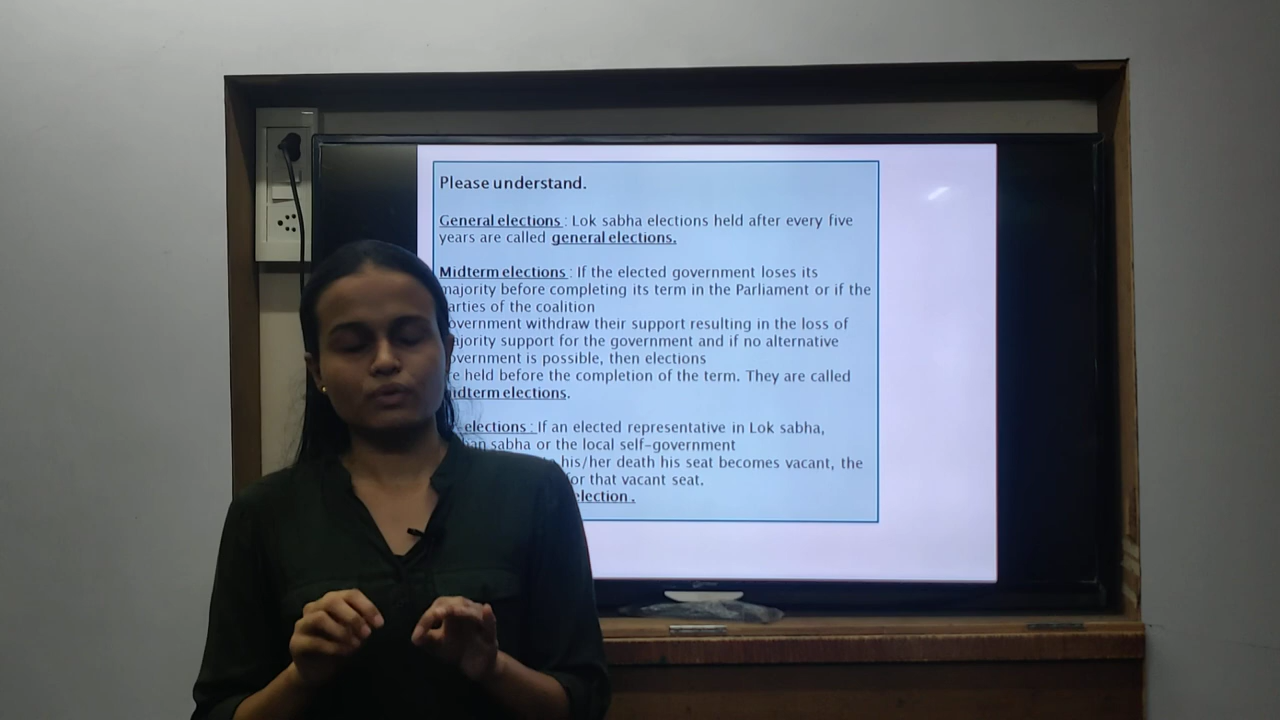 Please understand.
General elections : Lok sabha elections held after every five
years are called general elections.
Midterm elections : If the elected government loses its
majority before completing its term in the Parliament or if the
arties of the coalition
overnment withdraw their support resulting in the loss of
ajority support for the government and if no alternative
overnment is possible, then elections
re held before the completion of the term. They are called
idterm elections.
elections : If an elected representative in Lok sabha,
an sabha or the local self-government
his/her death his seat becomes vacant, the
or that vacant seat.
election .